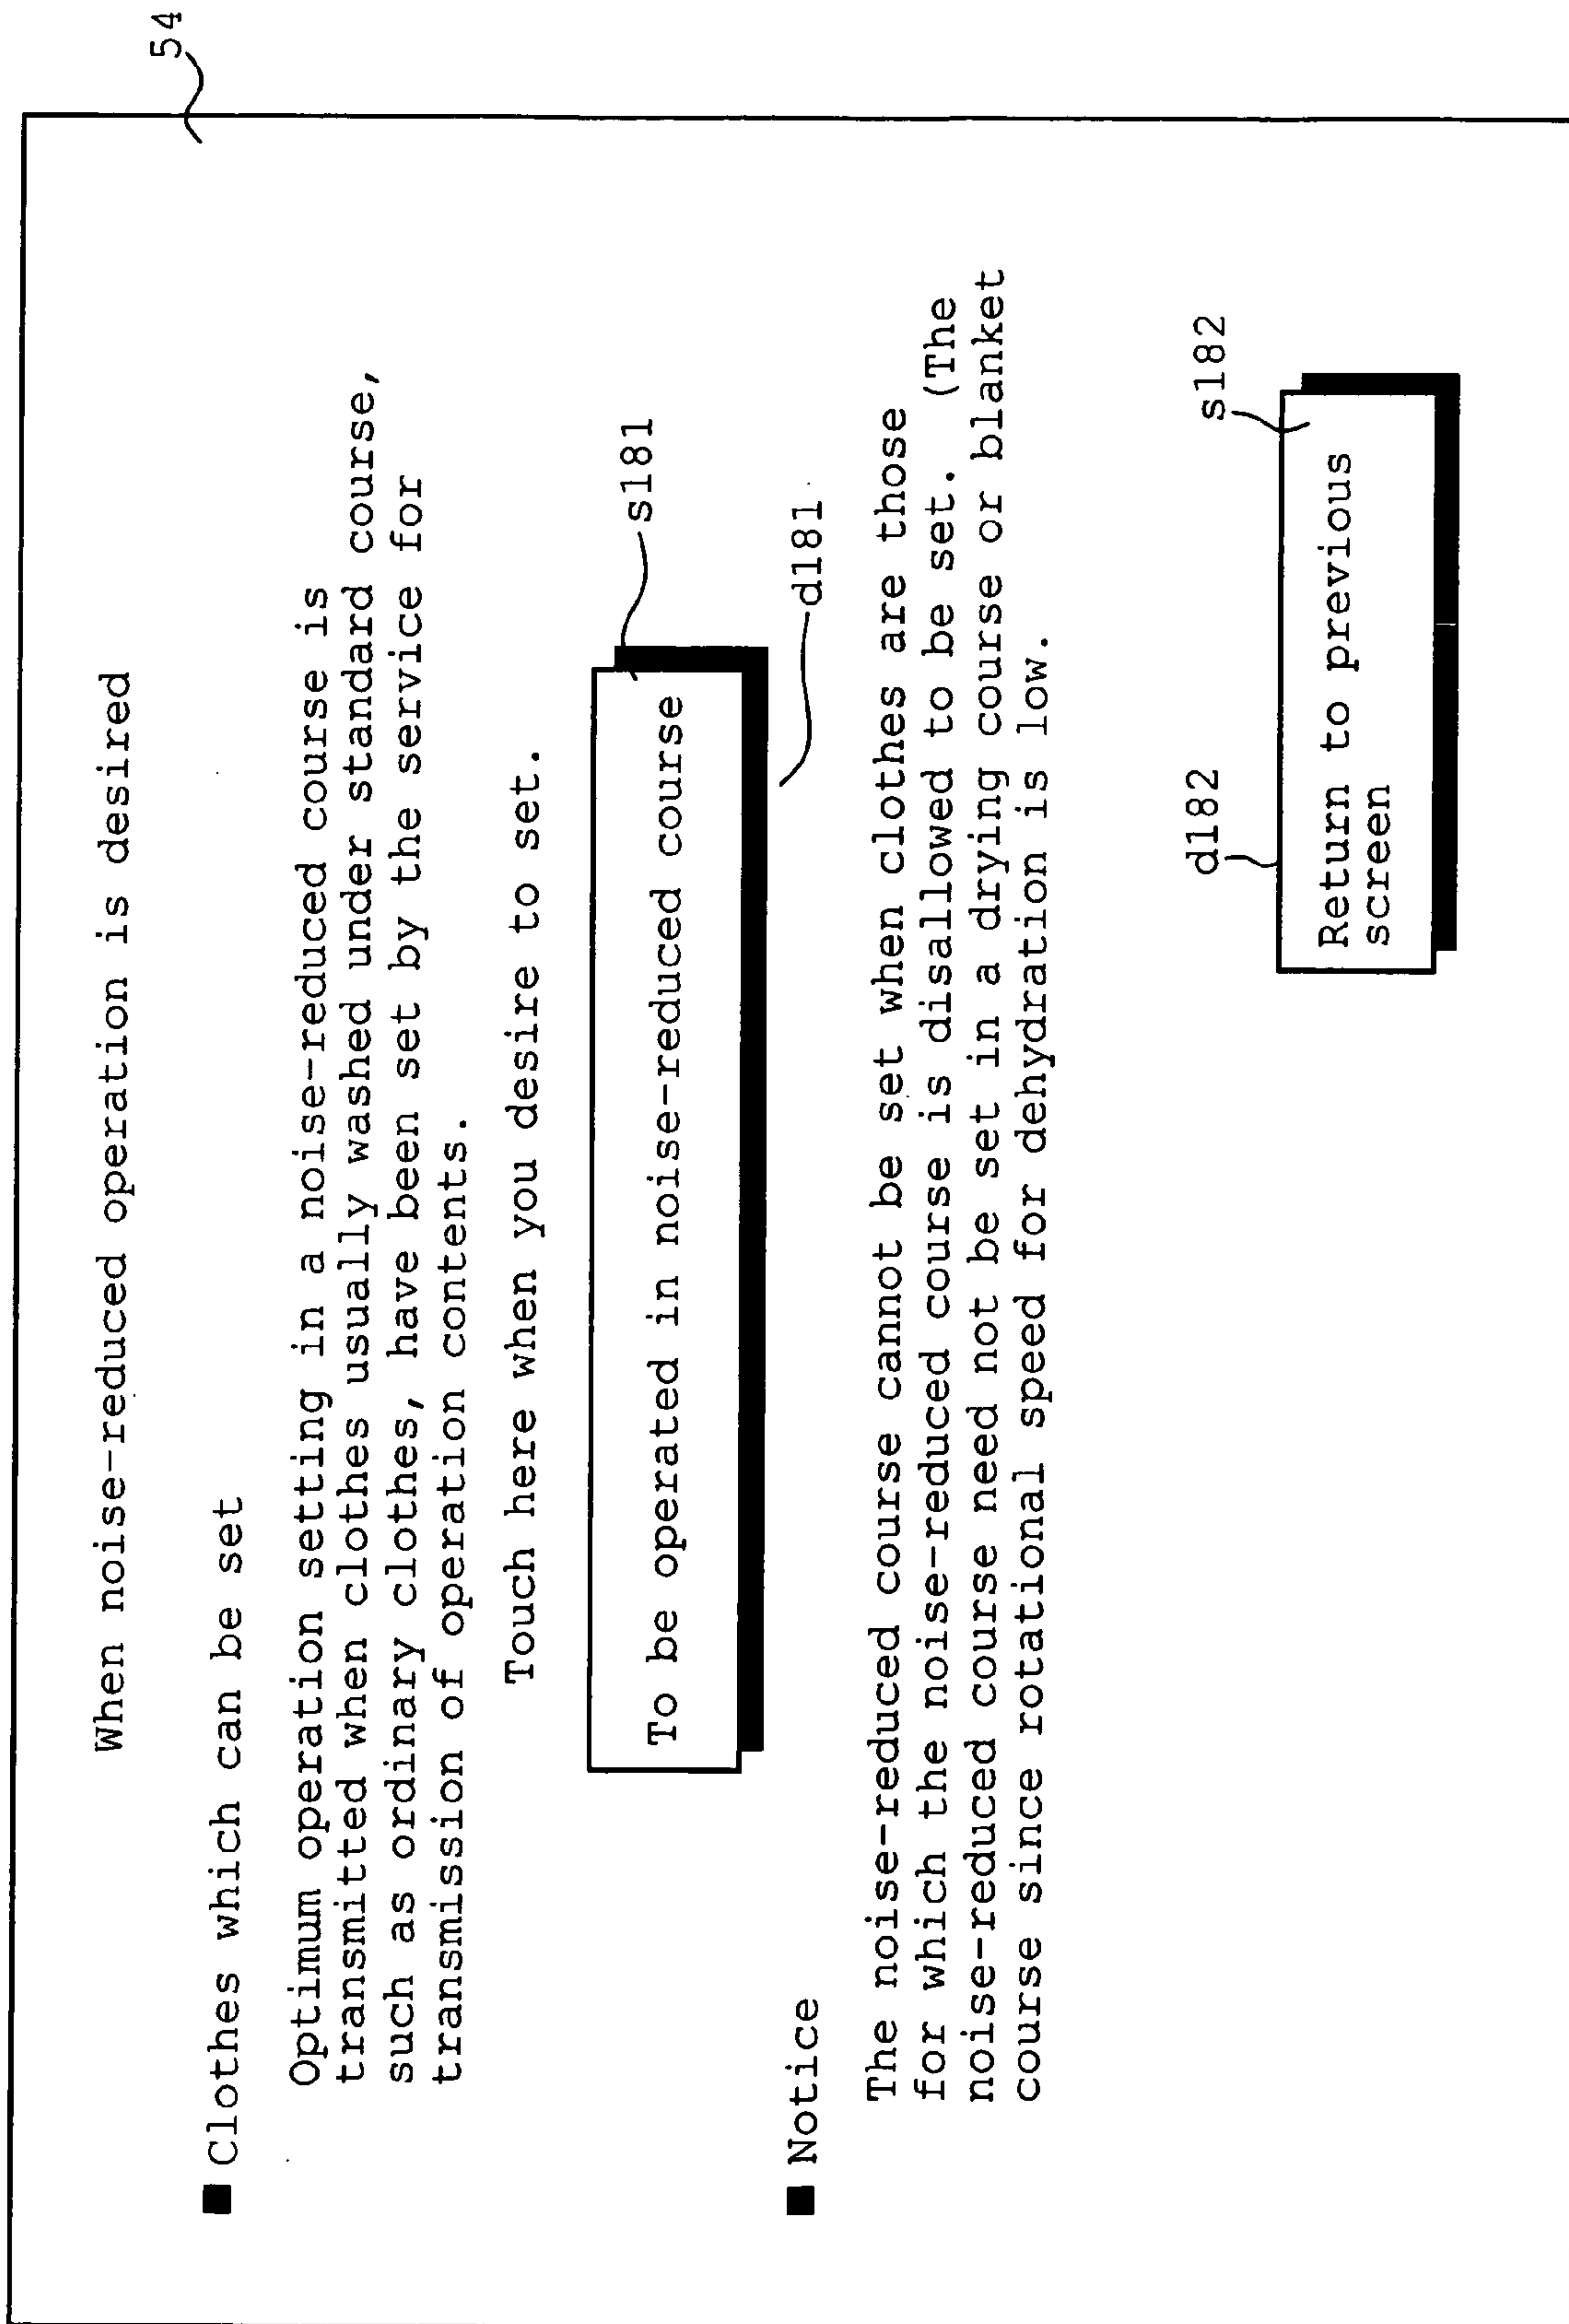 54
When noise-reduced operation is desired
■ Clothes which can be set
Optimum operation setting in a noise-reduced course is
transmitted when clothes usually washed under standard course,
such as ordinary clothes, have been set by the service for
transmission of operation contents.
Touch here when you desire to set.
To be operated in noise-reduced course
s181
d181
■ Notice
The noise-reduced course cannot be set when clothes are those
for which the noise-reduced course is disallowed to be set. (The
noise-reduced course need not be set in a drying course or blanket
course since rotational speed for dehydration is low.
d182
s182
Return to previous
screen